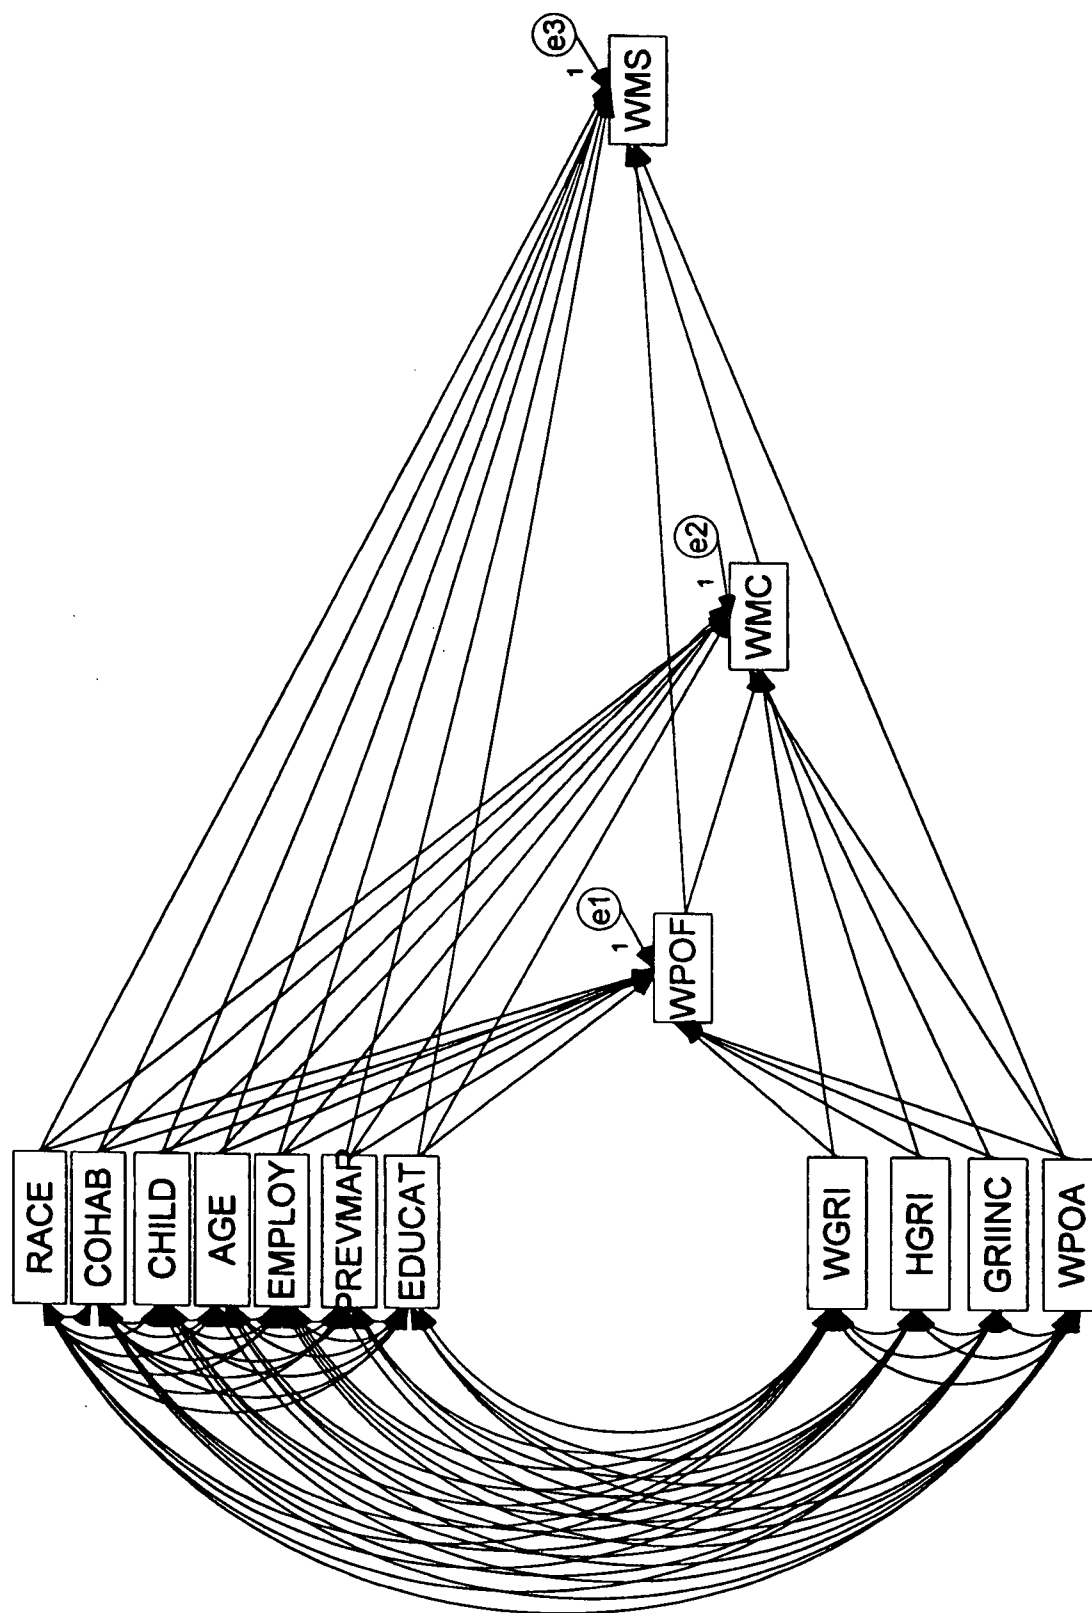 RACE
COHAB
CHILD
AGE
EMPLOY
PREVMAR
EDUCAT
WGRI
HGRI
GRIINC
WPOA
e1
1
WPOF
e2
1
WMC
e3
1
WMS